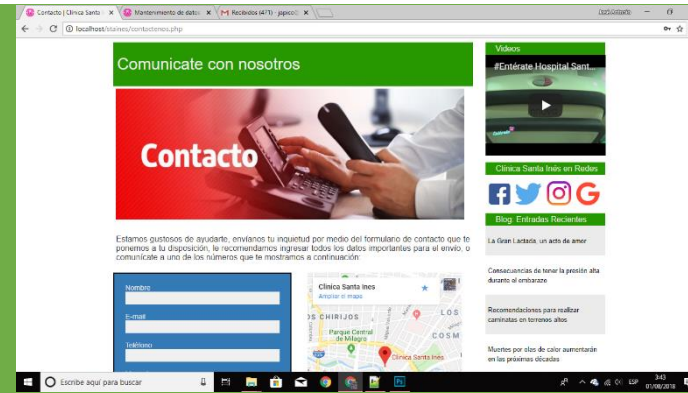 Contacto | Clínica Santa I
Mantenimiento de datos
Recibidos (471) - japico
localhost/staines/contactenos.php
Comunicate con nosotros
Contacto
Estamos gustosos de ayudarte, envíanos tu inquietud por medio del formulario de contacto que te
ponemos a tu disposición, le recomendamos ingresar todos los datos importantes para el envío, o
comunícate a uno de los números que te mostramos a continuación:
Nombre
E-mail
Teléfono
Clinica Santa Ines
Ampliar el mapa
OS CHIRIJOS
LOS
COSM
Parque Central
de Milagro
Clinica Santa Ines
Videos
#Entérate Hospital Sant...
Clínica Santa Inés en Redes
Blog. Entradas Recientes
La Gran Lactada, un acto de amor
Consecuencias de tener la presión alta
durante el embarazo
Recomendaciones para realizar
caminatas en terrenos altos
Muertes por olas de calor aumentarán
en las próximas décadas
Escribe aquí para buscar
ESP
3:43
01/08/2018